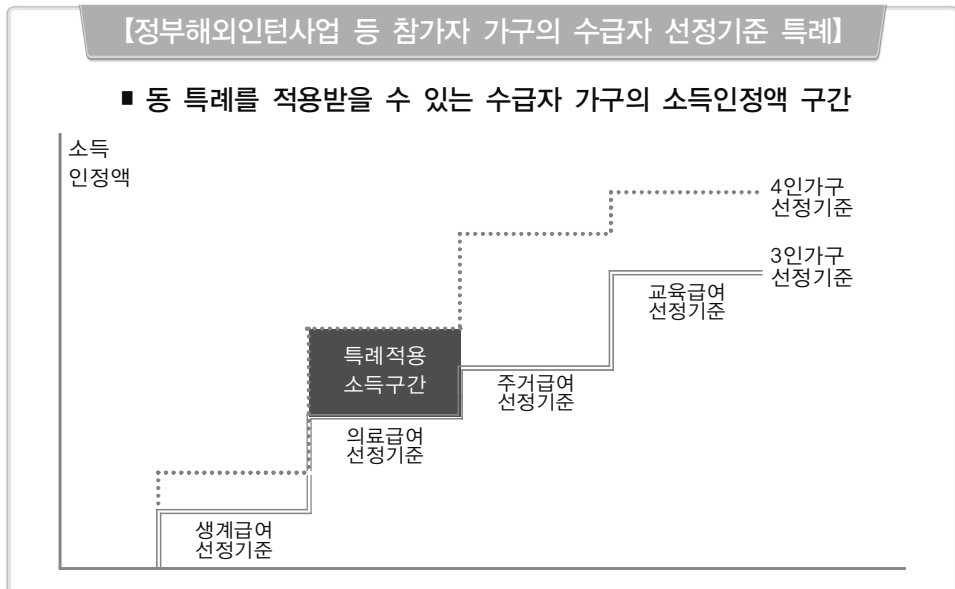 【정부해외인턴사업 등 참가자 가구의 수급자 선정기준 특례】
■ 동 특례를 적용받을 수 있는 수급자 가구의 소득인정액 구간
소득
인정액
4인가구
선정기준
3인가구
선정기준
교육급여
선정기준
특례적용
소득구간
주거급여
선정기준
의료급여
선정기준
생계급여
선정기준